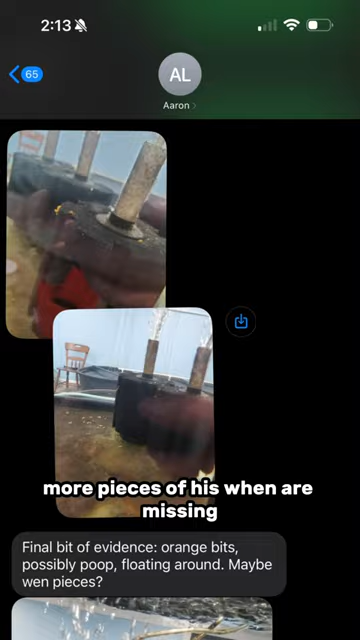 2:13
65
AL
Aaron
more pieces of his when are
missing
Final bit of evidence: orange bits,
possibly poop, floating around. Maybe
wen pieces?